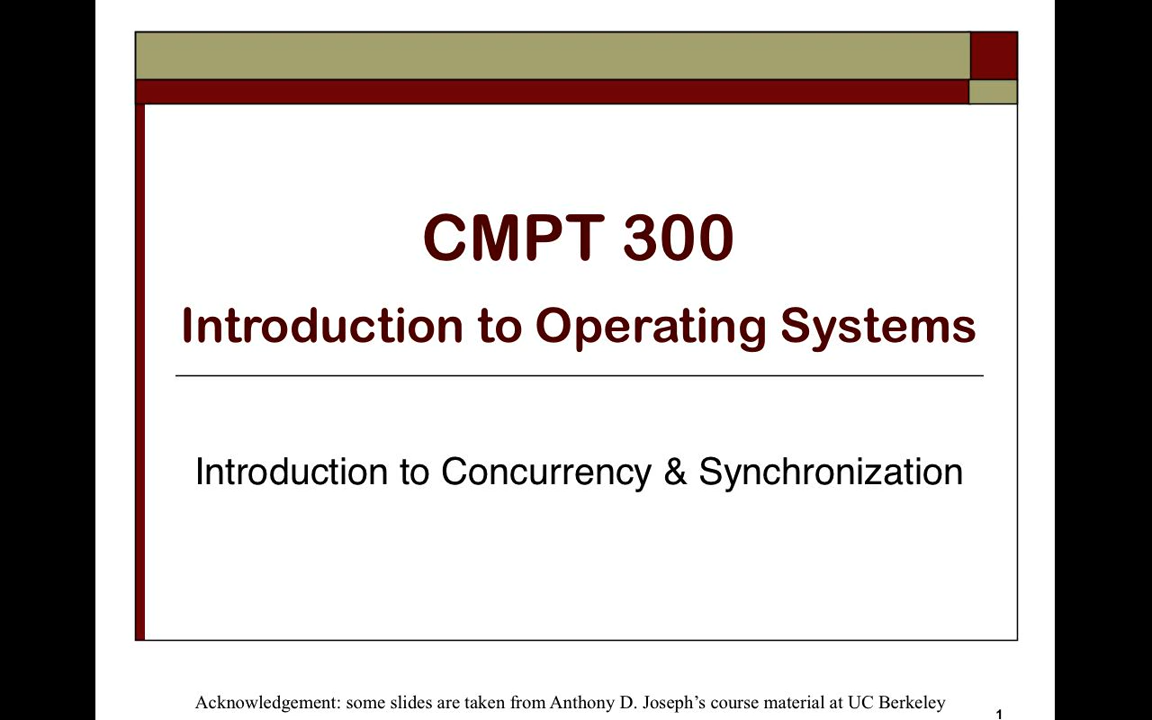 CMPT 300
Introduction to Operating Systems
Introduction to Concurrency & Synchronization
Acknowledgement: some slides are taken from Anthony D. Joseph’s course material at UC Berkeley
1